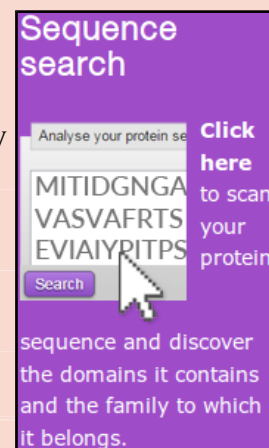 Sequence
search
y
Analyse your protein se
MITIDGNGA
VASVAFRTS
EVIAIYPITPS
Search
Click
here
to scan
your
protein
sequence and discover
the domains it contains
and the family to which
it belongs.